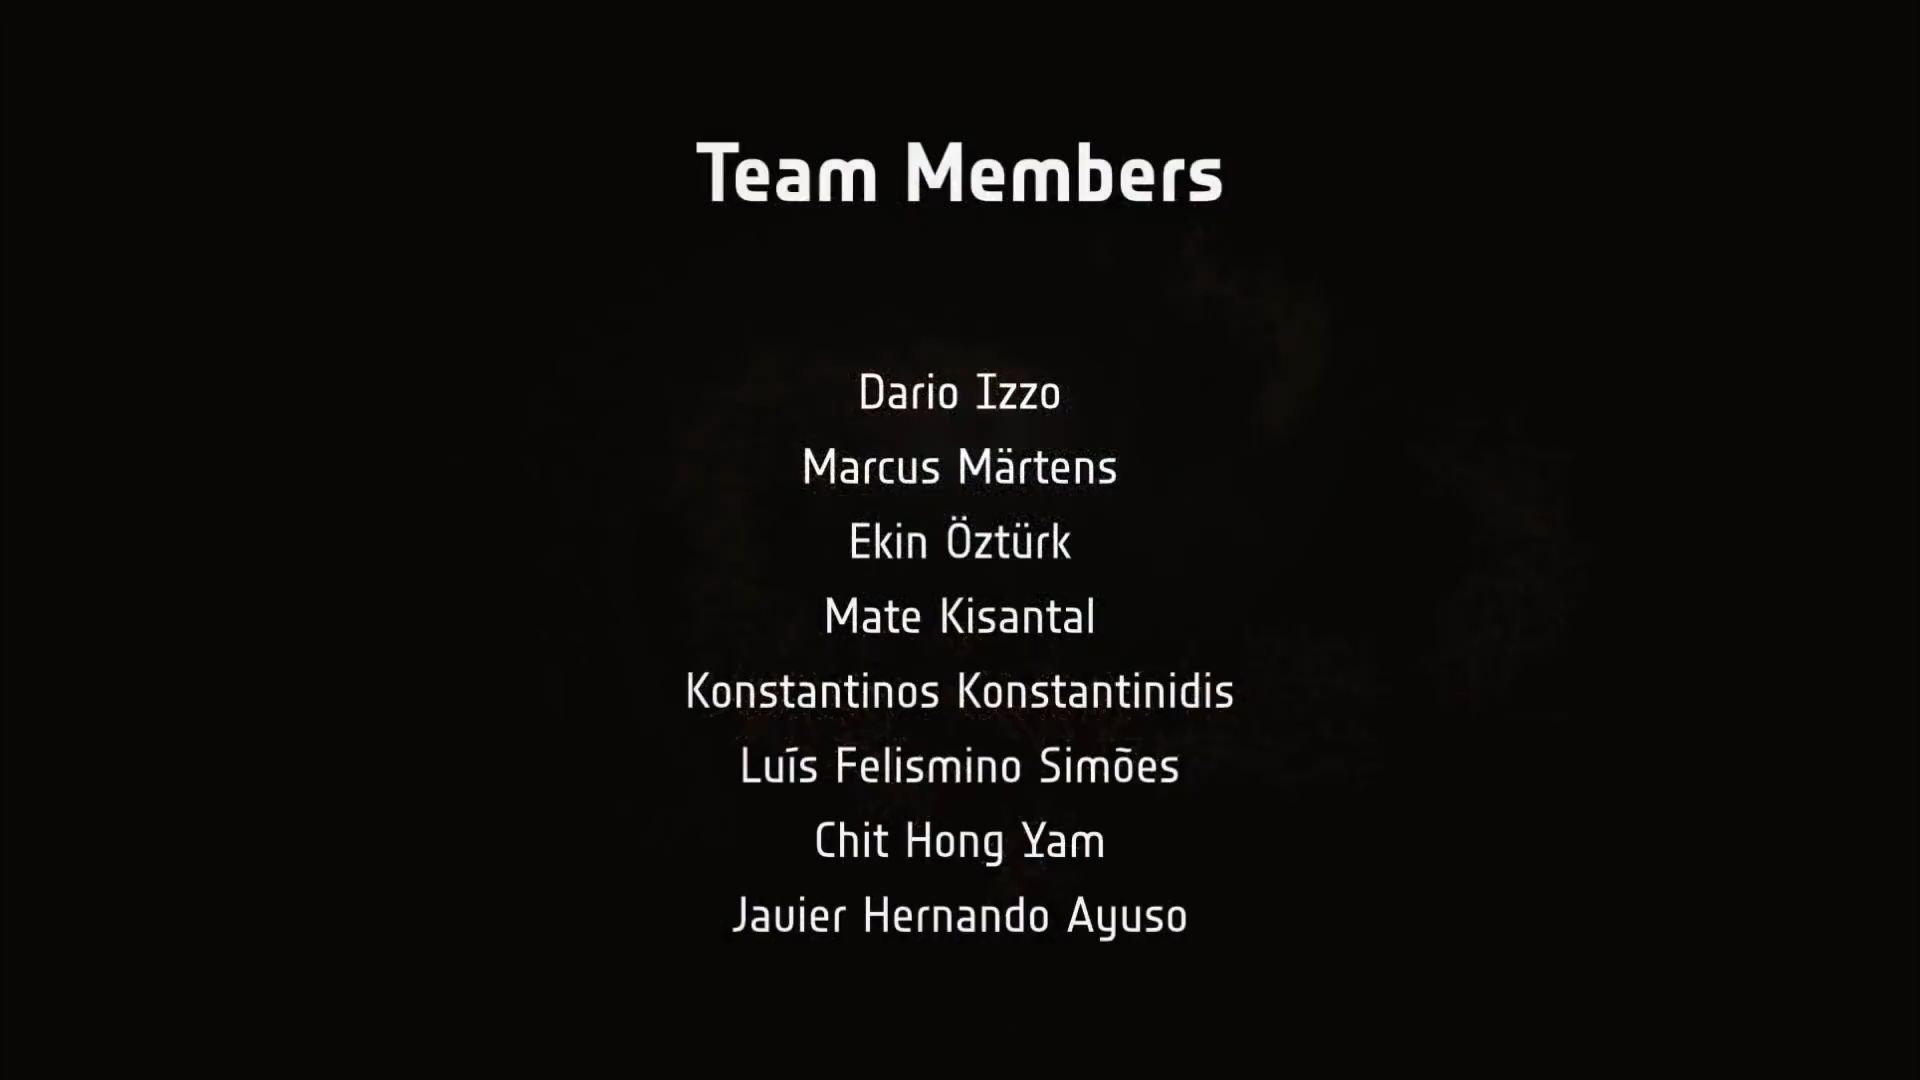 Team Members
Dario Izzo
Marcus Märtens
Ekin Öztürk
Mate Kisantal
Konstantinos Konstantinidis
Luís Felismino Simões
Chit Hong Yam
Javier Hernando Ayuso